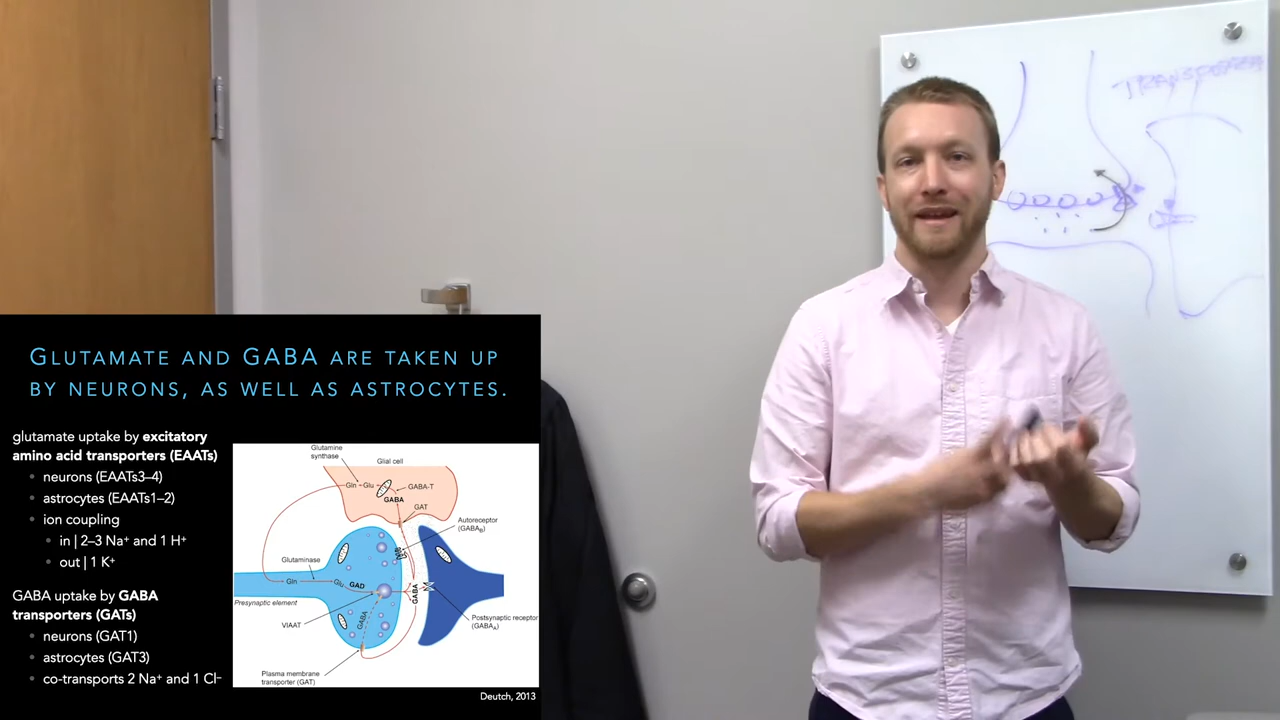 TRANSPORTER
GLUTAMATE AND GABA ARE TAKEN UP
BY NEURONS, AS WELL AS ASTROCYTES.
glutamate uptake by excitatory
amino acid transporters (EAATs)
• neurons (EAATs3–4)
• astrocytes (EAATs1–2)
• ion coupling
• in | 2–3 Na⁺ and 1 H⁺
• out | 1 K⁺
GABA uptake by GABA
transporters (GATs)
• neurons (GAT1)
• astrocytes (GAT3)
• co-transports 2 Na⁺ and 1 Cl⁻
Glutamine
synthase
Glial cell
Gln
Glu
GABA-T
GABA
GAT
Autoreceptor
(GABA_B)
Glutaminase
Gln
Glu
GAD
GABA
GABA
Presynaptic element
VIAAT
Postsynaptic receptor
(GABA_A)
Plasma membrane
transporter (GAT)
Deutch, 2013